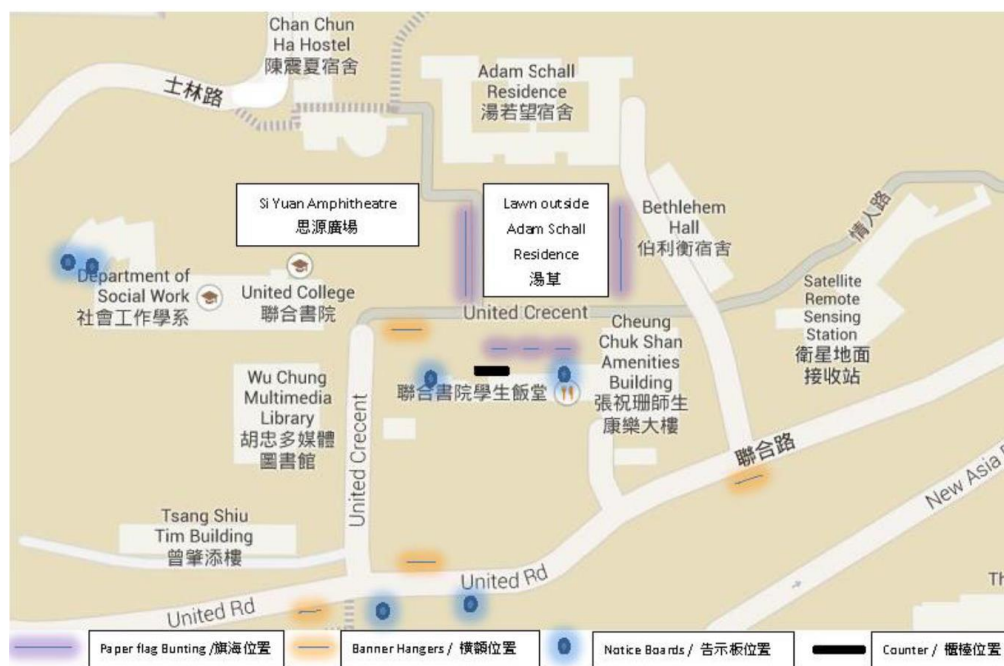 Chan Chun
Ha Hostel
陳震夏宿舍
士林路
Adam Schall
Residence
湯若望宿舍
Si Yuan Amphitheatre
思源廣場
Lawn outside
Adam Schall
Residence
湯草
Bethlehem
Hall
伯利衡宿舍
情人路
Department of
Social Work
社會工作學系
United College
聯合書院
United Crecent
Satellite
Remote
Sensing
Station
衛星地面
接收站
Cheung
Chuk Shan
Amenities
Building
張祝珊師生
康樂大樓
聯合書院學生飯堂
Wu Chung
Multimedia
Library
胡忠多媒體
圖書館
United Crecent
聯合路
New Asia
Tsang Shiu
Tim Building
曾肇添樓
United Rd
United Rd
Th
Paper flag Bunting /旗海位置
Banner Hangers / 橫額位置
Notice Boards / 告示板位置
Counter / 櫃檯位置